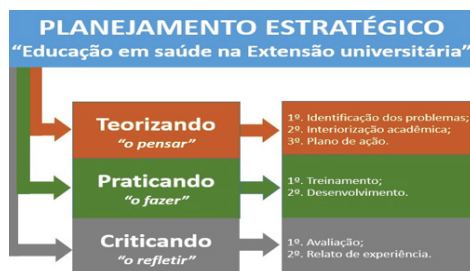 PLANEJAMENTO ESTRATÉGICO
“Educação em saúde na Extensão universitária”
Teorizando
“o pensar”
1º. Identificação dos problemas;
2º. Interiorização acadêmica;
3º. Plano de ação.
Praticando
“o fazer”
1º. Treinamento;
2º. Desenvolvimento.
Criticando
“o refletir”
1º. Avaliação;
2º. Relato de experiência.